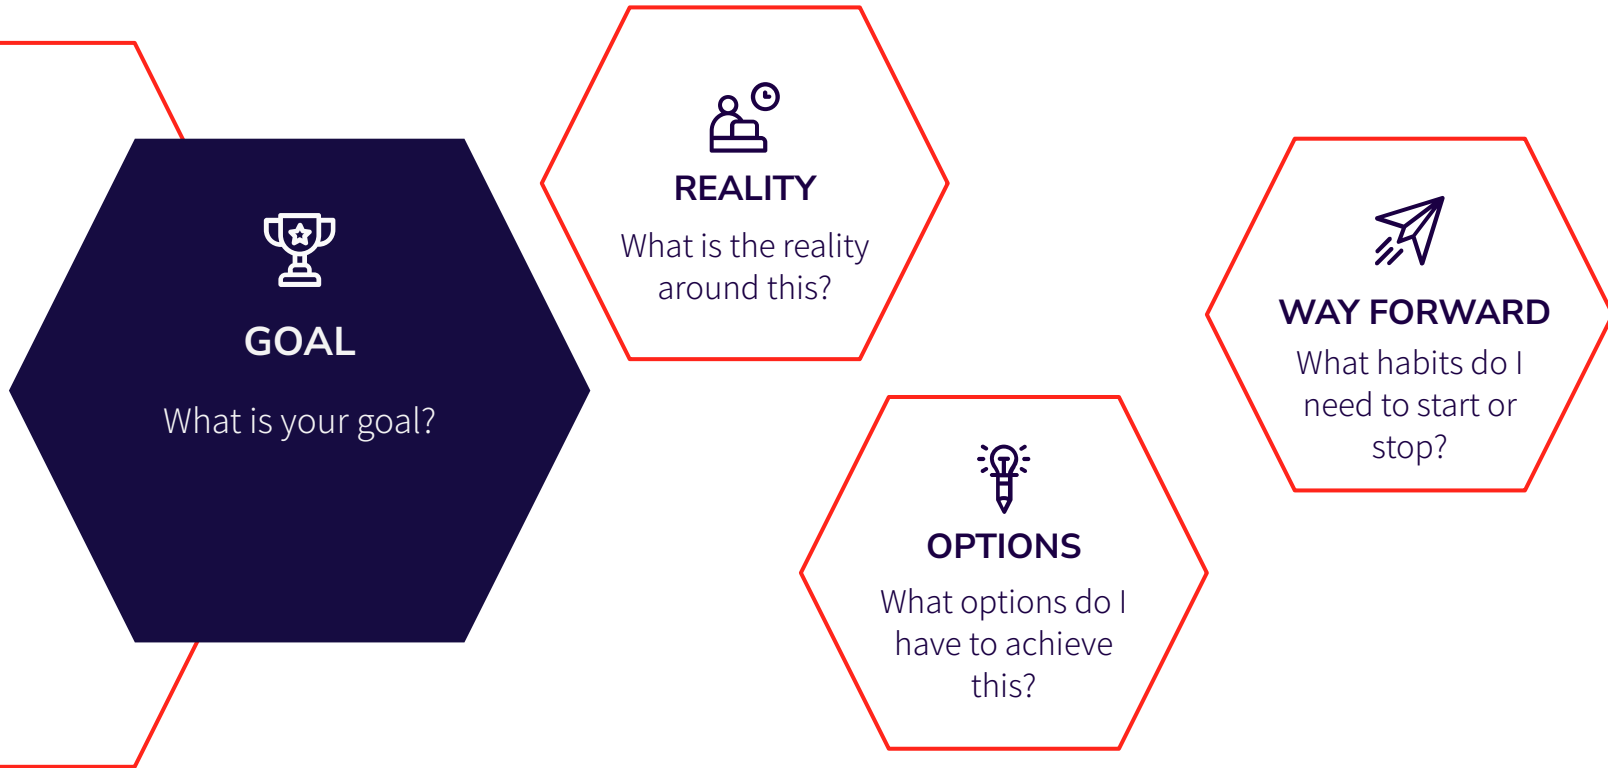 GOAL
What is your goal?
REALITY
What is the reality
around this?
OPTIONS
What options do I
have to achieve
this?
WAY FORWARD
What habits do I
need to start or
stop?